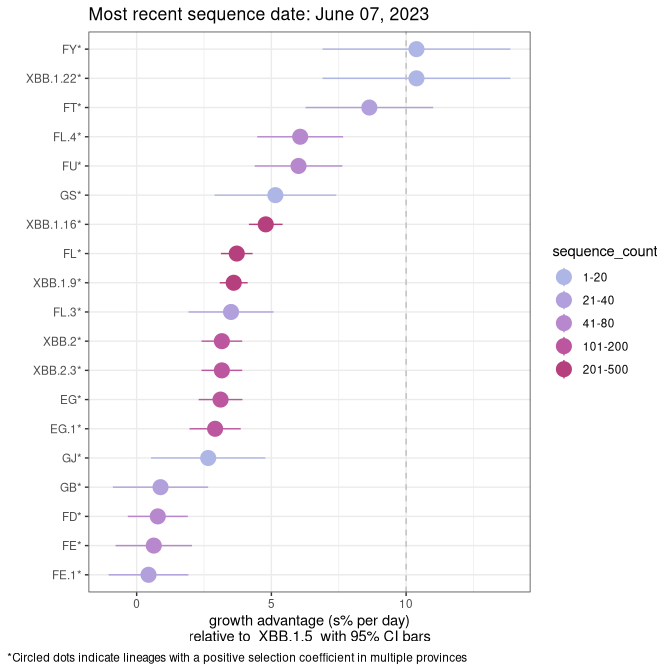 Most recent sequence date: June 07, 2023
FY*
XBB.1.22*
FT*
FL.4*
FU*
GS*
XBB.1.16*
FL*
XBB.1.9*
FL.3*
XBB.2*
XBB.2.3*
EG*
EG.1*
GJ*
GB*
FD*
FE*
FE.1*
0 5 10
growth advantage (s% per day)
relative to XBB.1.5 with 95% CI bars
sequence_count
1-20
21-40
41-80
101-200
201-500
*Circled dots indicate lineages with a positive selection coefficient in multiple provinces